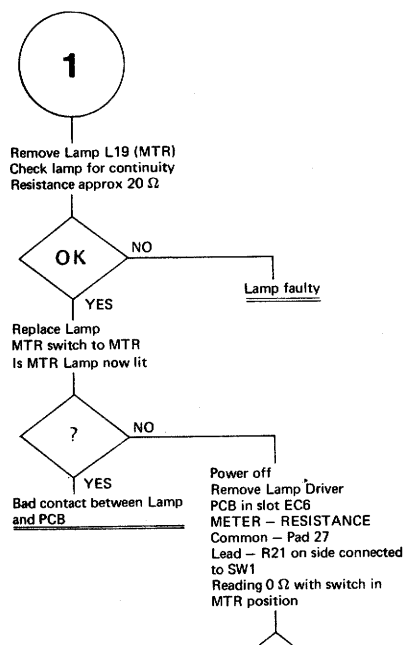 1
Remove Lamp L19 (MTR)
Check lamp for continuity
Resistance approx 20 Ω
OK
NO
Lamp faulty
YES
Replace Lamp
MTR switch to MTR
Is MTR Lamp now lit
?
NO
YES
Bad contact between Lamp
and PCB
Power off
Remove Lamp Driver
PCB in slot EC6
METER – RESISTANCE
Common – Pad 27
Lead – R21 on side connected
to SW1
Reading 0 Ω with switch in
MTR position